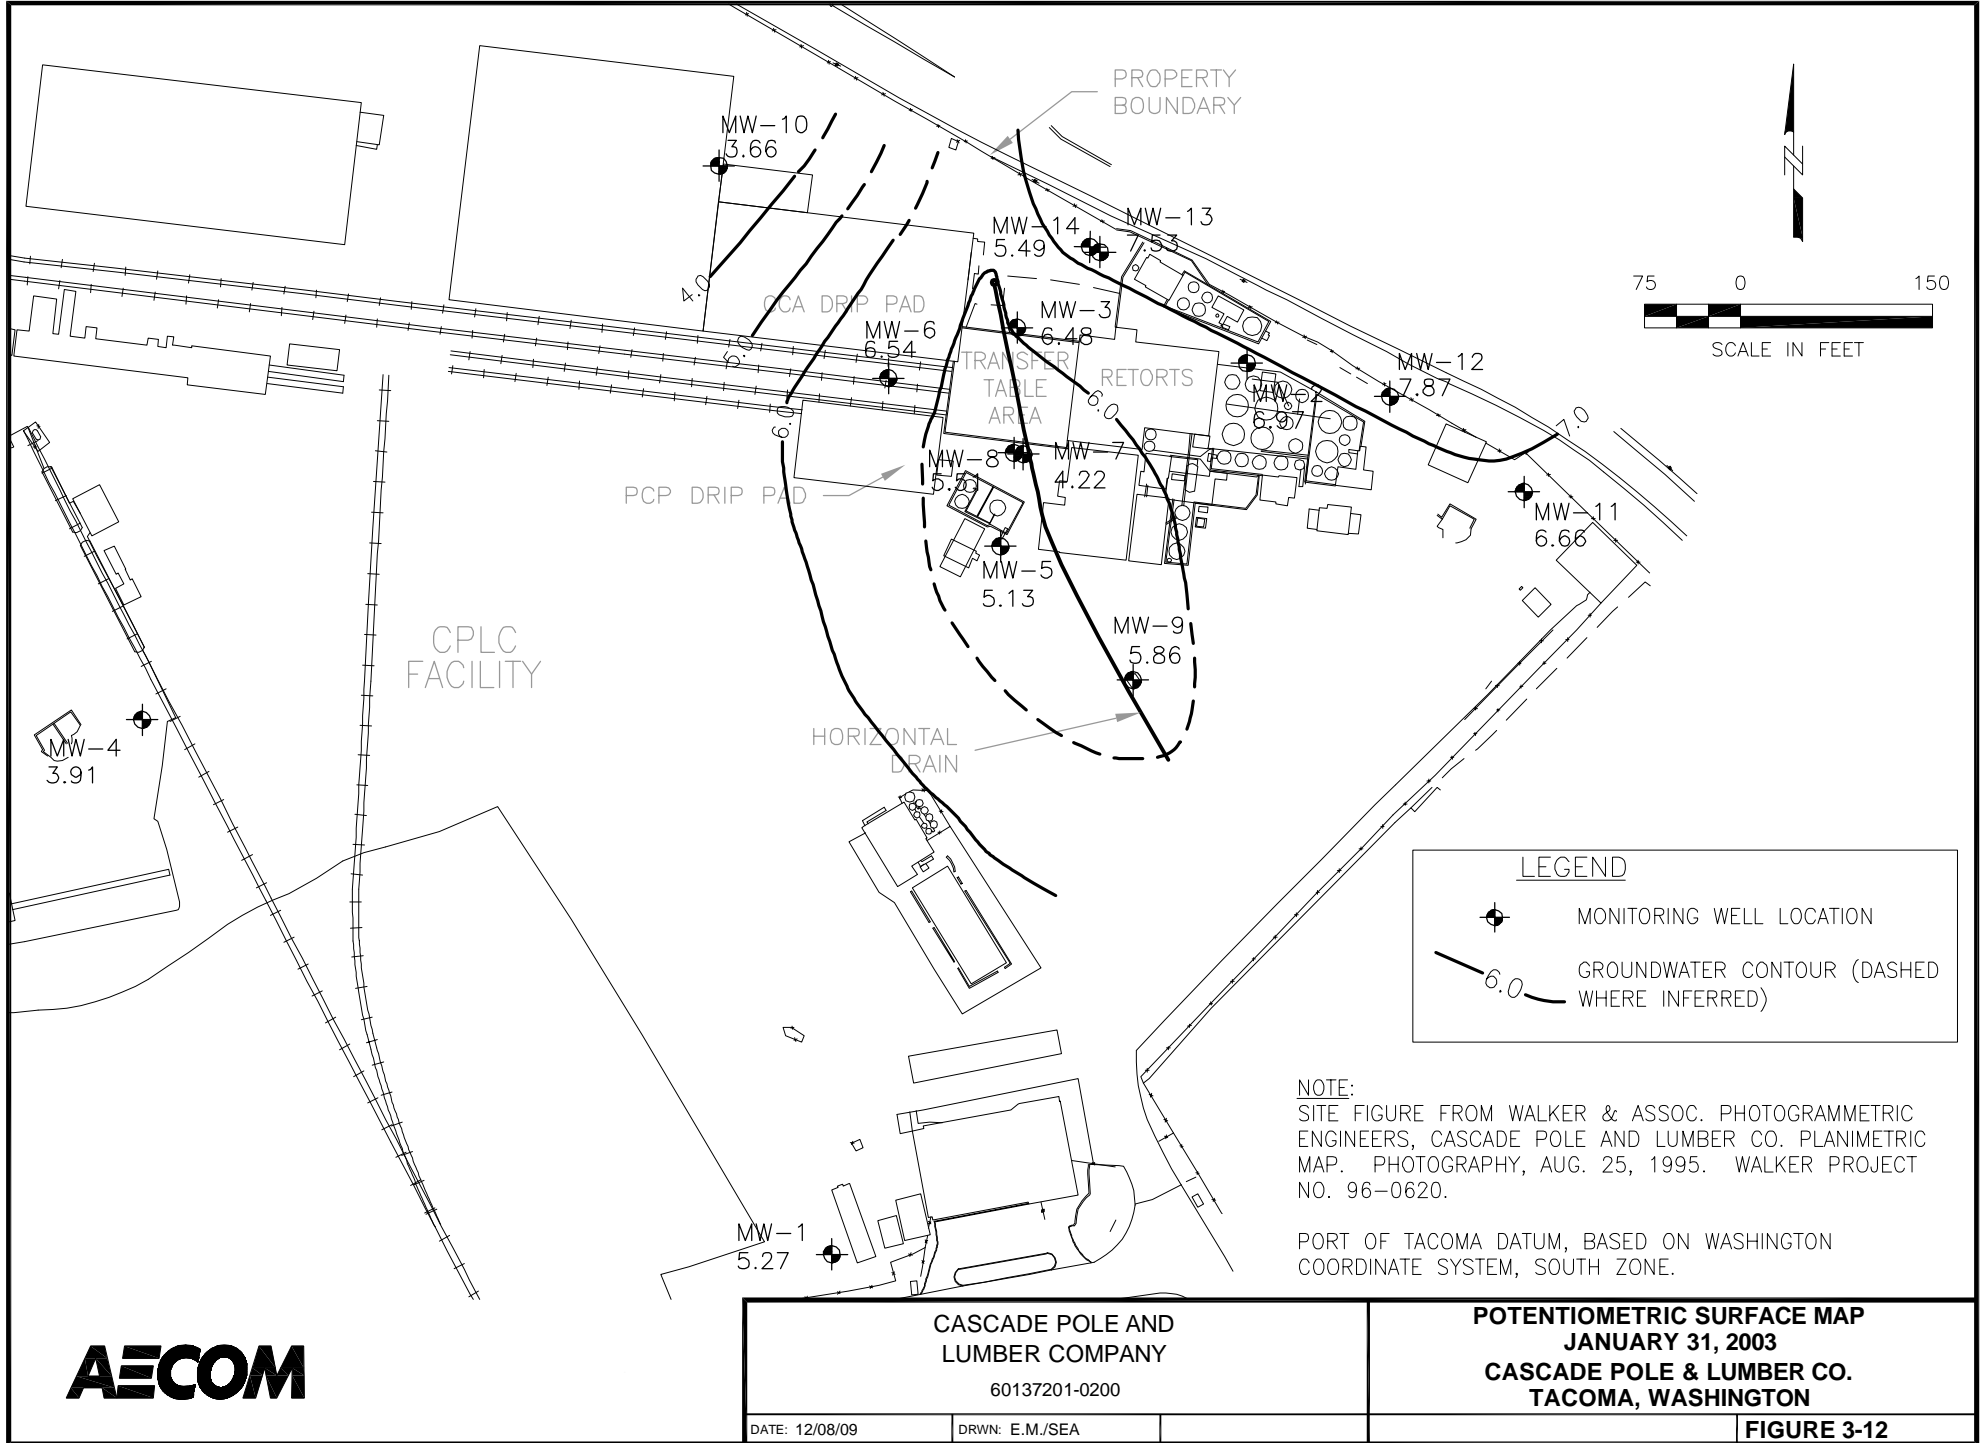 PROPERTY
BOUNDARY
MW-10
3.66
MW-13
7.53
MW-14
5.49
N
75 0 150
SCALE IN FEET
4.0
CCA DRIP PAD
MW-3
6.48
MW-6
6.54
5.0
TRANSFER
TABLE
AREA
RETORTS
MW-12
7.87
MW-2
6.97
6.0
6.0
7.0
MW-8
5.51
MW-7
4.22
PCP DRIP PAD
MW-11
6.66
MW-5
5.13
CPLC
FACILITY
MW-9
5.86
HORIZONTAL
DRAIN
MW-4
3.91
LEGEND
MONITORING WELL LOCATION
6.0
GROUNDWATER CONTOUR (DASHED
WHERE INFERRED)
NOTE:
SITE FIGURE FROM WALKER & ASSOC. PHOTOGRAMMETRIC
ENGINEERS, CASCADE POLE AND LUMBER CO. PLANIMETRIC
MAP. PHOTOGRAPHY, AUG. 25, 1995. WALKER PROJECT
NO. 96-0620.
PORT OF TACOMA DATUM, BASED ON WASHINGTON
COORDINATE SYSTEM, SOUTH ZONE.
MW-1
5.27
AECOM
CASCADE POLE AND
LUMBER COMPANY
60137201-0200
DATE: 12/08/09
DRWN: E.M./SEA
POTENTIOMETRIC SURFACE MAP
JANUARY 31, 2003
CASCADE POLE & LUMBER CO.
TACOMA, WASHINGTON
FIGURE 3-12